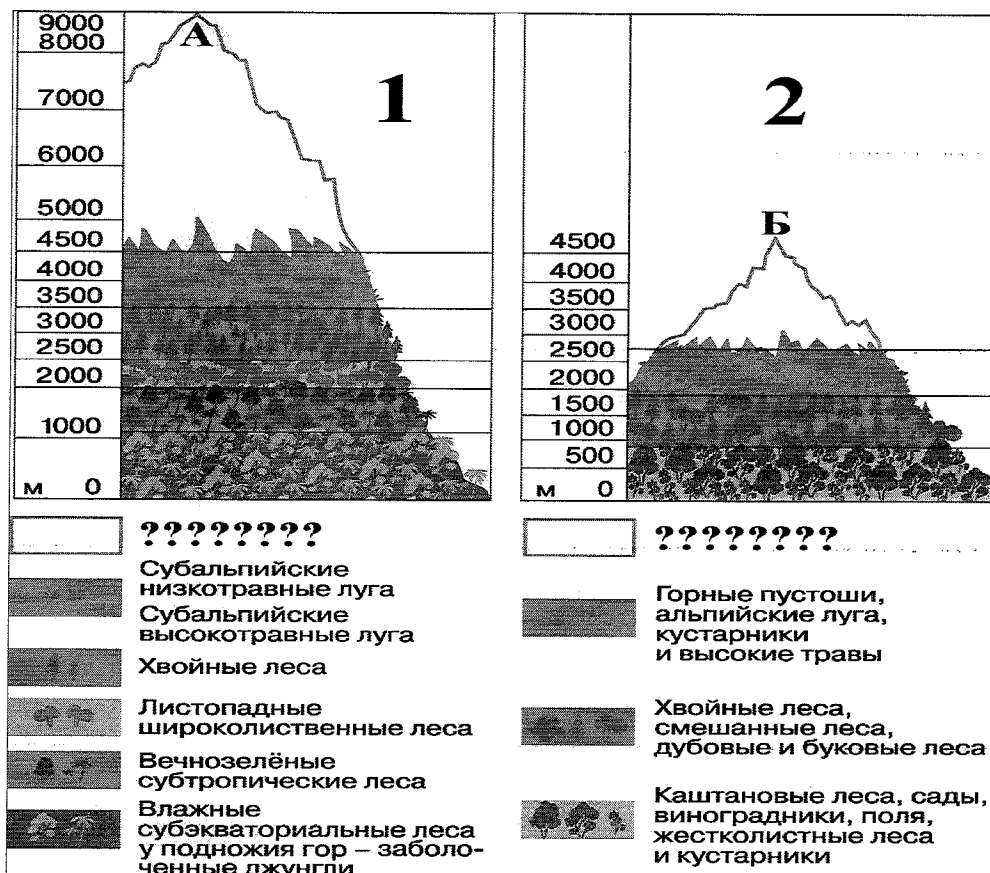 9000
8000
7000
6000
5000
4500
4000
3500
3000
2500
2000
1000
м 0
А
1
4500
4000
3500
3000
2500
2000
1500
1000
500
м 0
Б
2
????????
Субальпийские
низкотравные луга
Субальпийские
высокотравные луга
Хвойные леса
Листопадные
широколиственные леса
Вечнозелёные
субтропические леса
Влажные
субэкваториальные леса
у подножия гор – заболо-
ченные джунгли
????????
Горные пустоши,
альпийские луга,
кустарники
и высокие травы
Хвойные леса,
смешанные леса,
дубовые и буковые леса
Каштановые леса, сады,
виноградники, поля,
жестколистные леса
и кустарники